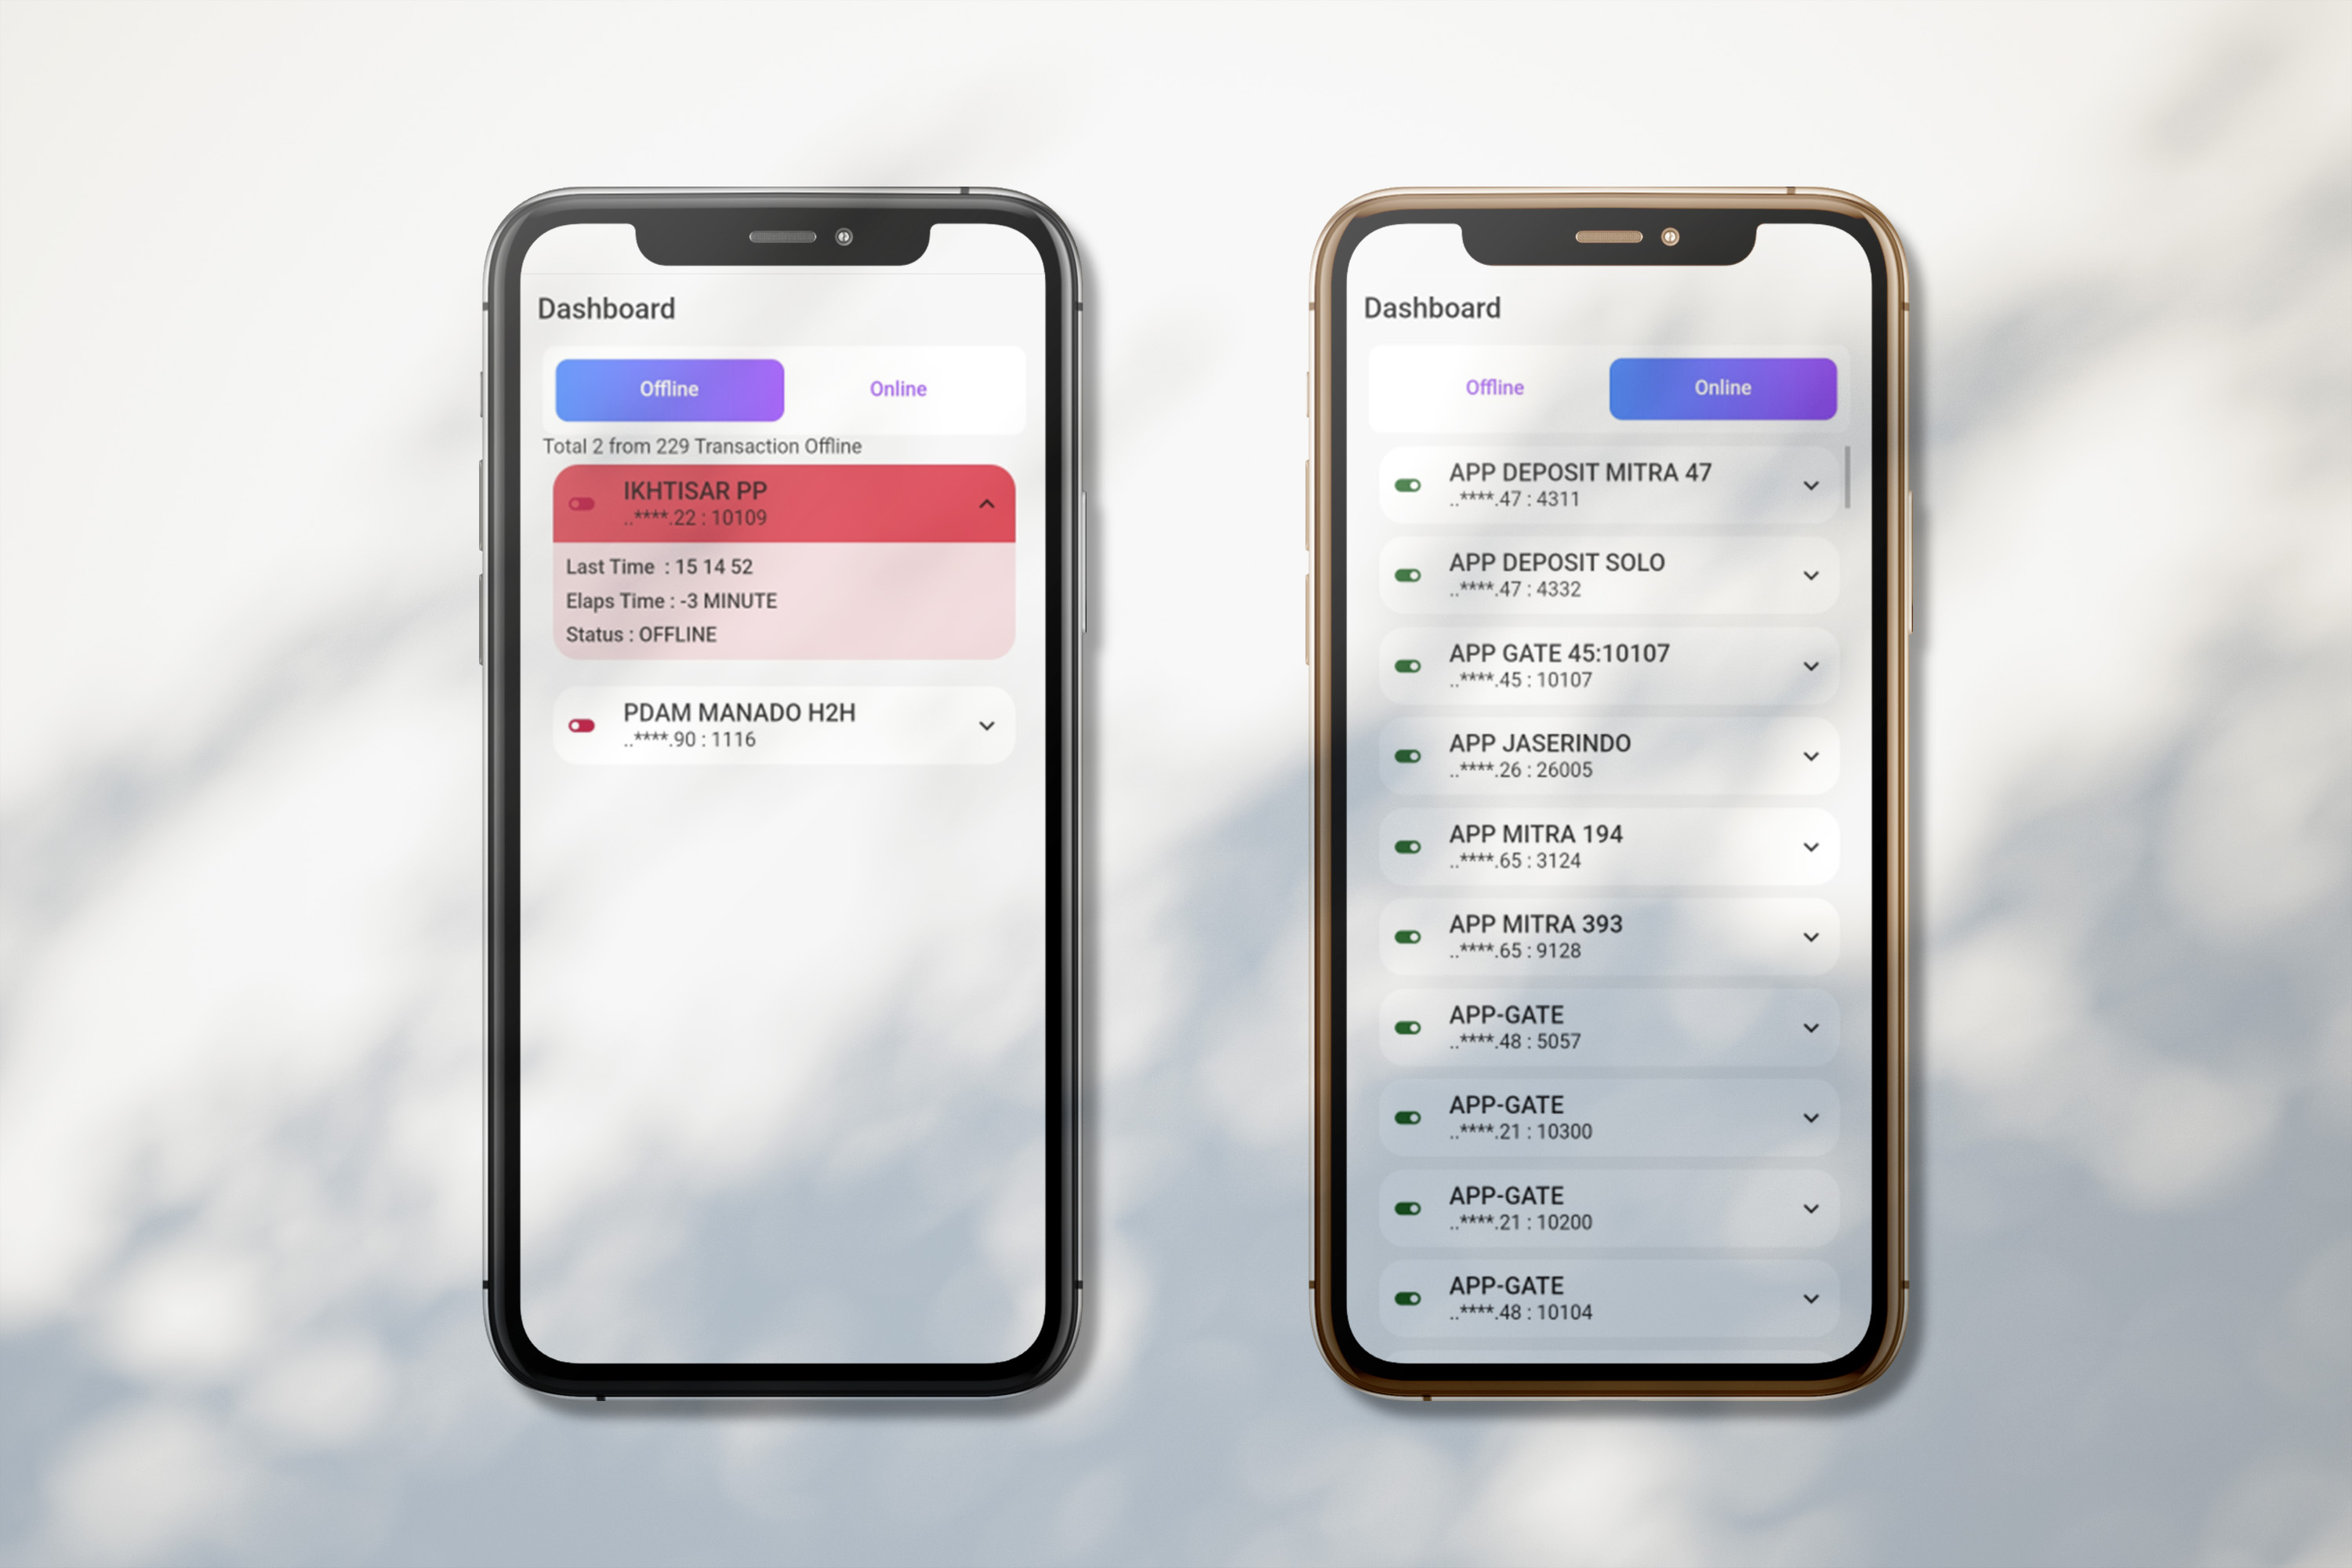 Dashboard
Offline
Online
Total 2 from 229 Transaction Offline
IKHTISAR PP
..****.22 : 10109
Last Time : 15 14 52
Elaps Time : -3 MINUTE
Status : OFFLINE
PDAM MANADO H2H
..****.90 : 1116
Dashboard
Offline
Online
APP DEPOSIT MITRA 47
..****.47 : 4311
APP DEPOSIT SOLO
..****.47 : 4332
APP GATE 45:10107
..****.45 : 10107
APP JASERINDO
..****.26 : 26005
APP MITRA 194
..****.65 : 3124
APP MITRA 393
..****.65 : 9128
APP-GATE
..****.48 : 5057
APP-GATE
..****.21 : 10300
APP-GATE
..****.21 : 10200
APP-GATE
..****.48 : 10104